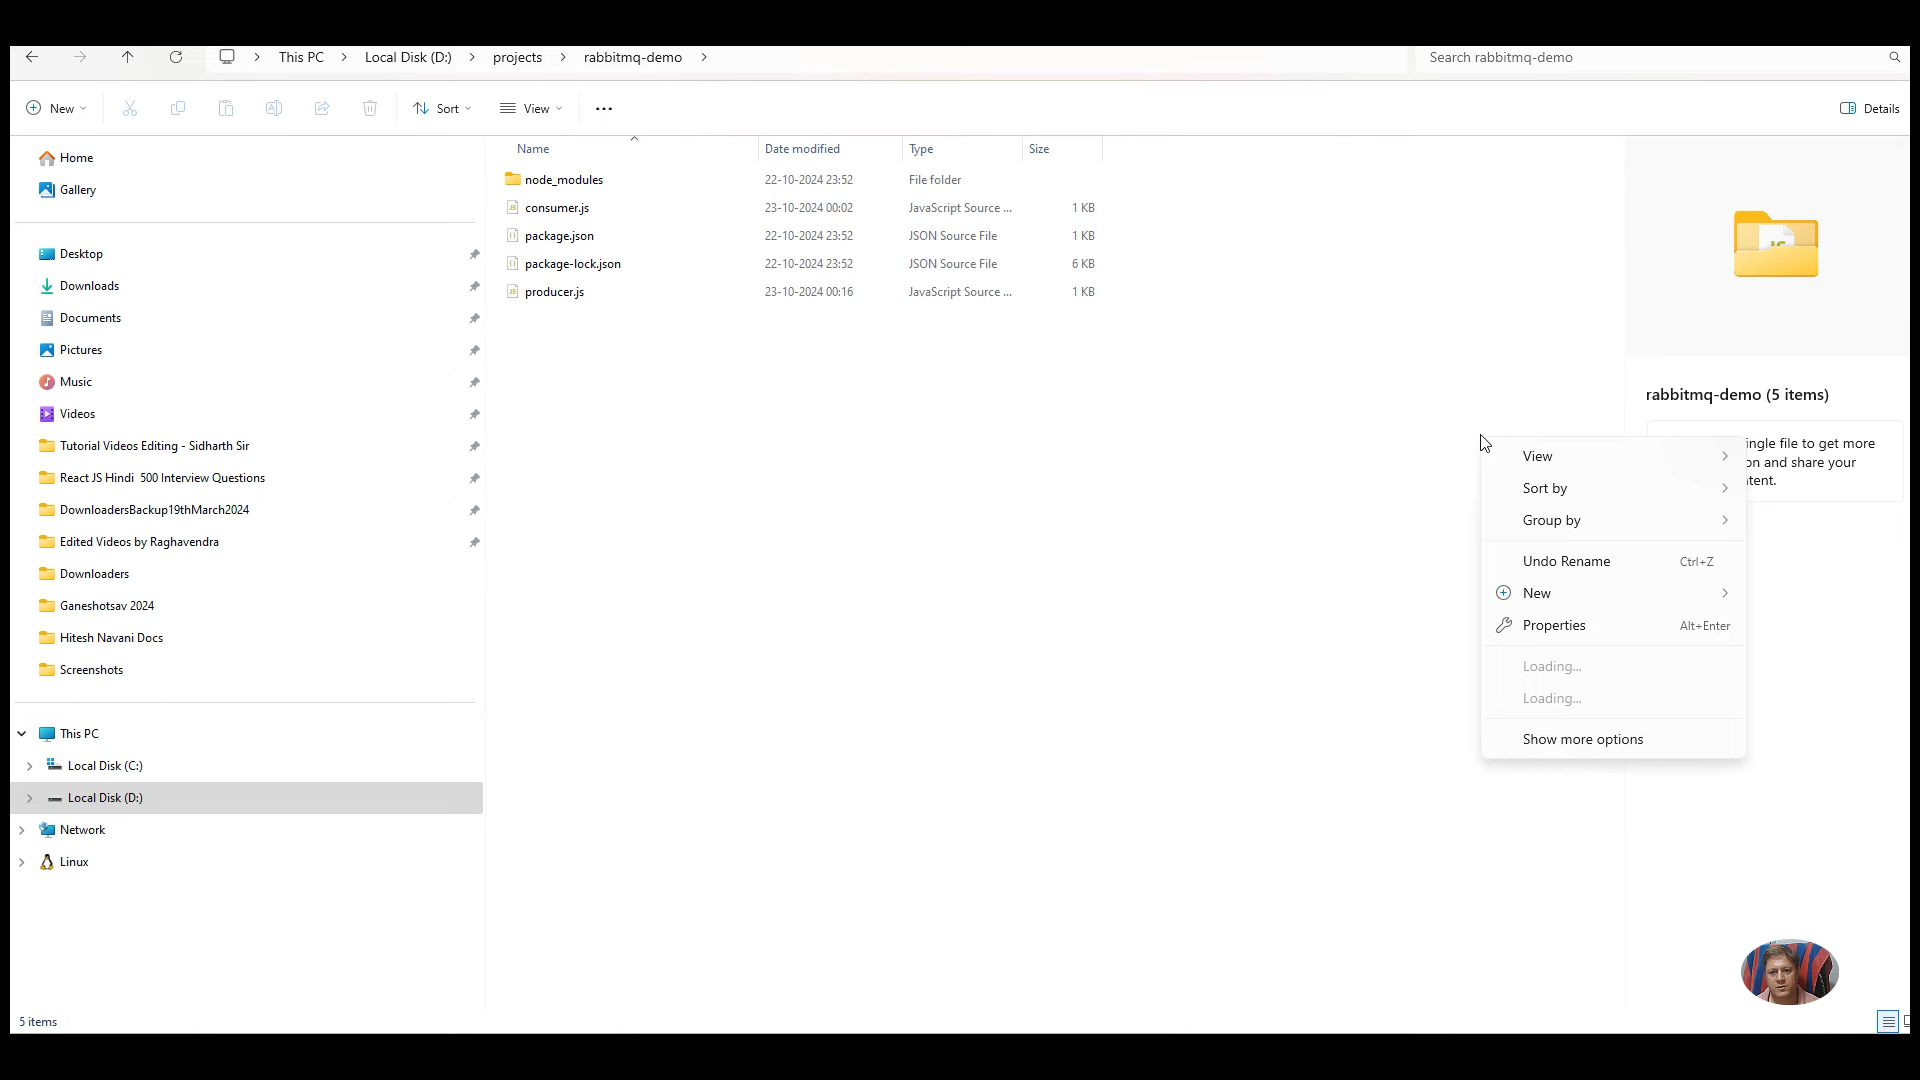 This PC
Local Disk (D:)
projects
rabbitmq-demo
Search rabbitmq-demo
New
Sort
View
Details
Home
Gallery
Desktop
Downloads
Documents
Pictures
Music
Videos
Tutorial Videos Editing - Sidharth Sir
React JS Hindi 500 Interview Questions
DownloadersBackup19thMarch2024
Edited Videos by Raghavendra
Downloaders
Ganeshotsav 2024
Hitesh Navani Docs
Screenshots
This PC
Local Disk (C:)
Local Disk (D:)
Network
Linux
Name Date modified Type Size
node_modules 22-10-2024 23:52 File folder
consumer.js 23-10-2024 00:02 JavaScript Source ... 1 KB
package.json 22-10-2024 23:52 JSON Source File 1 KB
package-lock.json 22-10-2024 23:52 JSON Source File 6 KB
producer.js 23-10-2024 00:16 JavaScript Source ... 1 KB
rabbitmq-demo (5 items)
ingle file to get more
on and share your
tent.
View
Sort by
Group by
Undo Rename Ctrl+Z
New
Properties Alt+Enter
Loading...
Loading...
Show more options
5 items